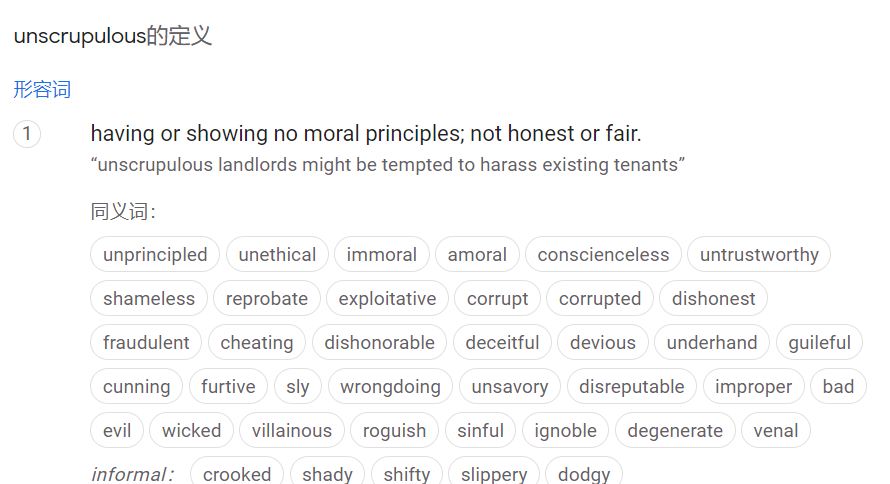 unscrupulous的定义
形容词
1 having or showing no moral principles; not honest or fair.
“unscrupulous landlords might be tempted to harass existing tenants”
同义词：
unprincipled unethical immoral amoral conscienceless untrustworthy
shameless reprobate exploitative corrupt corrupted dishonest
fraudulent cheating dishonorable deceitful devious underhand guileful
cunning furtive sly wrongdoing unsavory disreputable improper bad
evil wicked villainous roguish sinful ignoble degenerate venal
informal： crooked shady shifty slippery dodgy